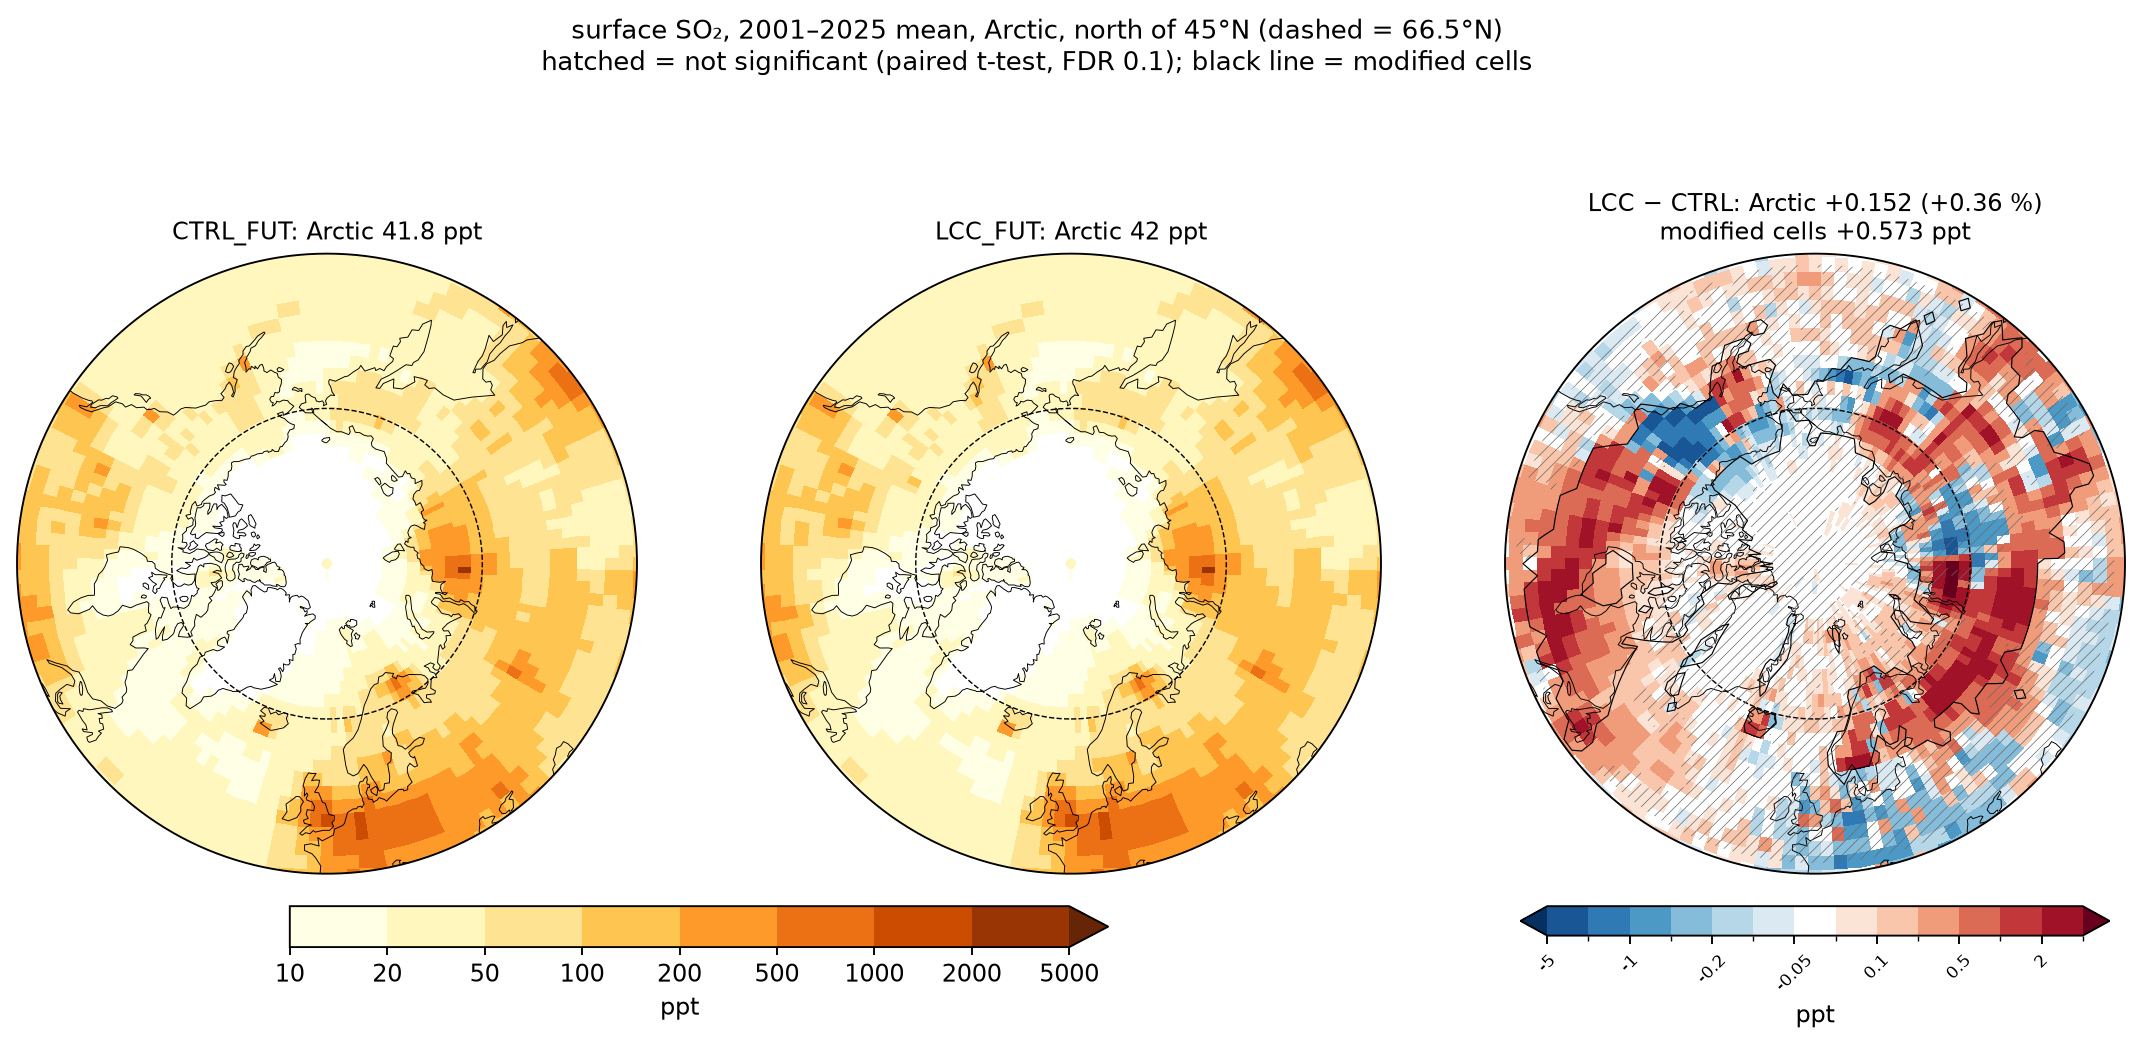 surface SO₂, 2001–2025 mean, Arctic, north of 45°N (dashed = 66.5°N)
hatched = not significant (paired t-test, FDR 0.1); black line = modified cells
CTRL_FUT: Arctic 41.8 ppt
LCC_FUT: Arctic 42 ppt
LCC − CTRL: Arctic +0.152 (+0.36 %)
modified cells +0.573 ppt
10 20 50 100 200 500 1000 2000 5000
ppt
-5 -1 -0.2 -0.05 0.1 0.5 2
ppt